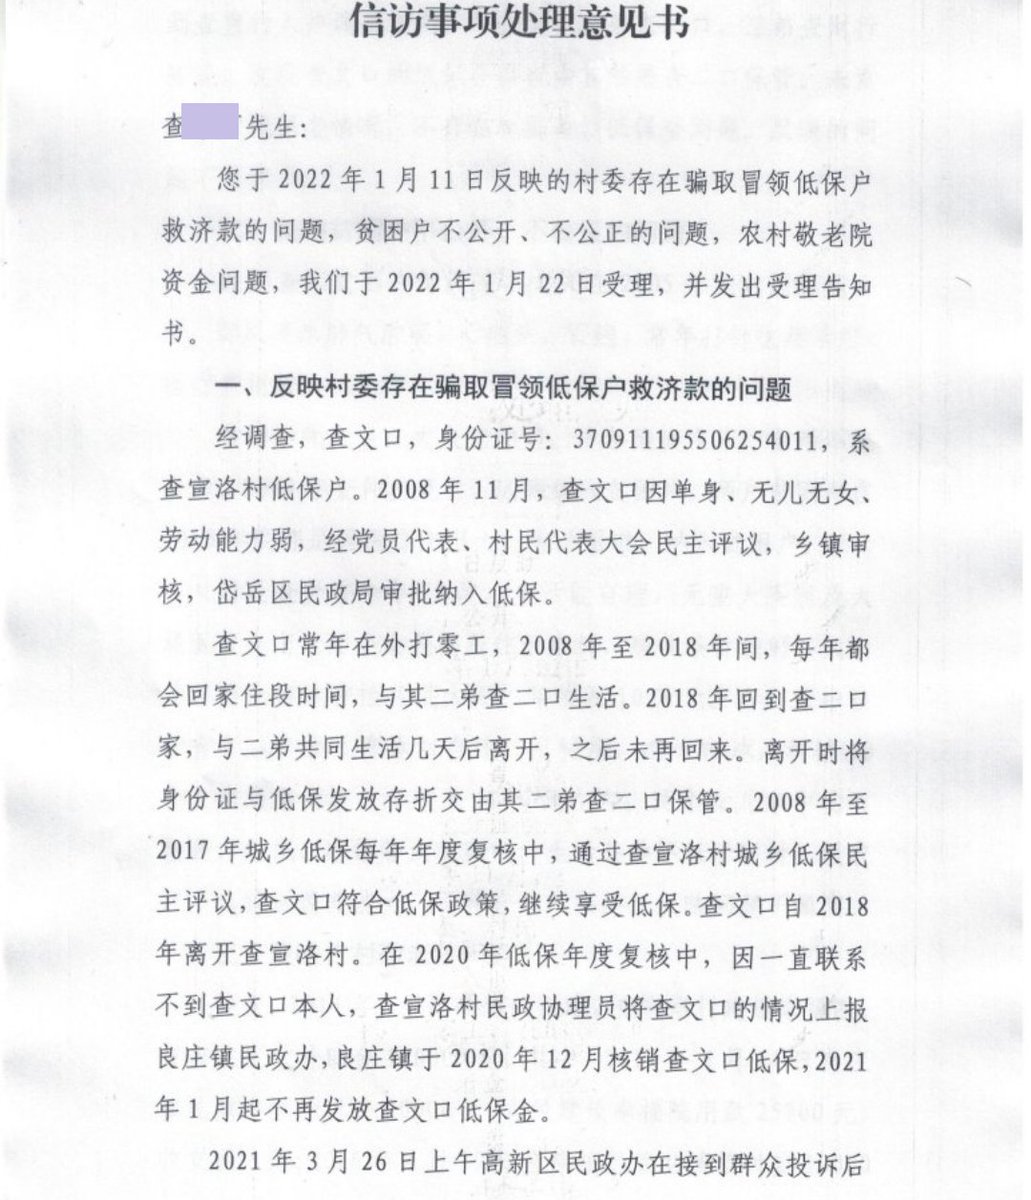 信访事项处理意见书
查 先生：
您于 2022 年 1 月 11 日反映的村委存在骗取冒领低保户
救济款的问题，贫困户不公开、不公正的问题，农村敬老院
资金问题，我们于 2022 年 1 月 22 日受理，并发出受理告知
书。
一、反映村委存在骗取冒领低保户救济款的问题
经调查，查文口，身份证号：370911195506254011，系
查宣洛村低保户。2008 年 11 月，查文口因单身、无儿无女、
劳动能力弱，经党员代表、村民代表大会民主评议，乡镇审
核，岱岳区民政局审批纳入低保。
查文口常年在外打零工，2008 年至 2018 年间，每年都
会回家住段时间，与其二弟查二口生活。2018 年回到查二口
家，与二弟共同生活几天后离开，之后未再回来。离开时将
身份证与低保发放存折交由其二弟查二口保管。2008 年至
2017 年城乡低保每年年度复核中，通过查宣洛村城乡低保民
主评议，查文口符合低保政策，继续享受低保。查文口自 2018
年离开查宣洛村。在 2020 年低保年度复核中，因一直联系
不到查文口本人，查宣洛村民政协理员将查文口的情况上报
良庄镇民政办，良庄镇于 2020 年 12 月核销查文口低保，2021
年 1 月起不再发放查文口低保金。
2021 年 3 月 26 日上午高新区民政办在接到群众投诉后